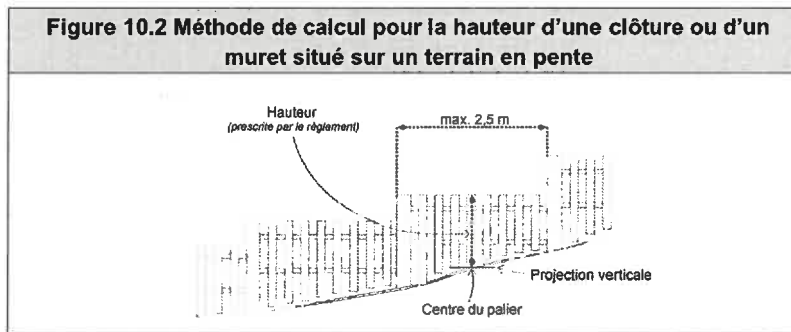 Figure 10.2 Méthode de calcul pour la hauteur d'une clôture ou d'un
muret situé sur un terrain en pente
Hauteur
(prescrite par le règlement)
max. 2,5 m
Projection verticale
Centre du palier